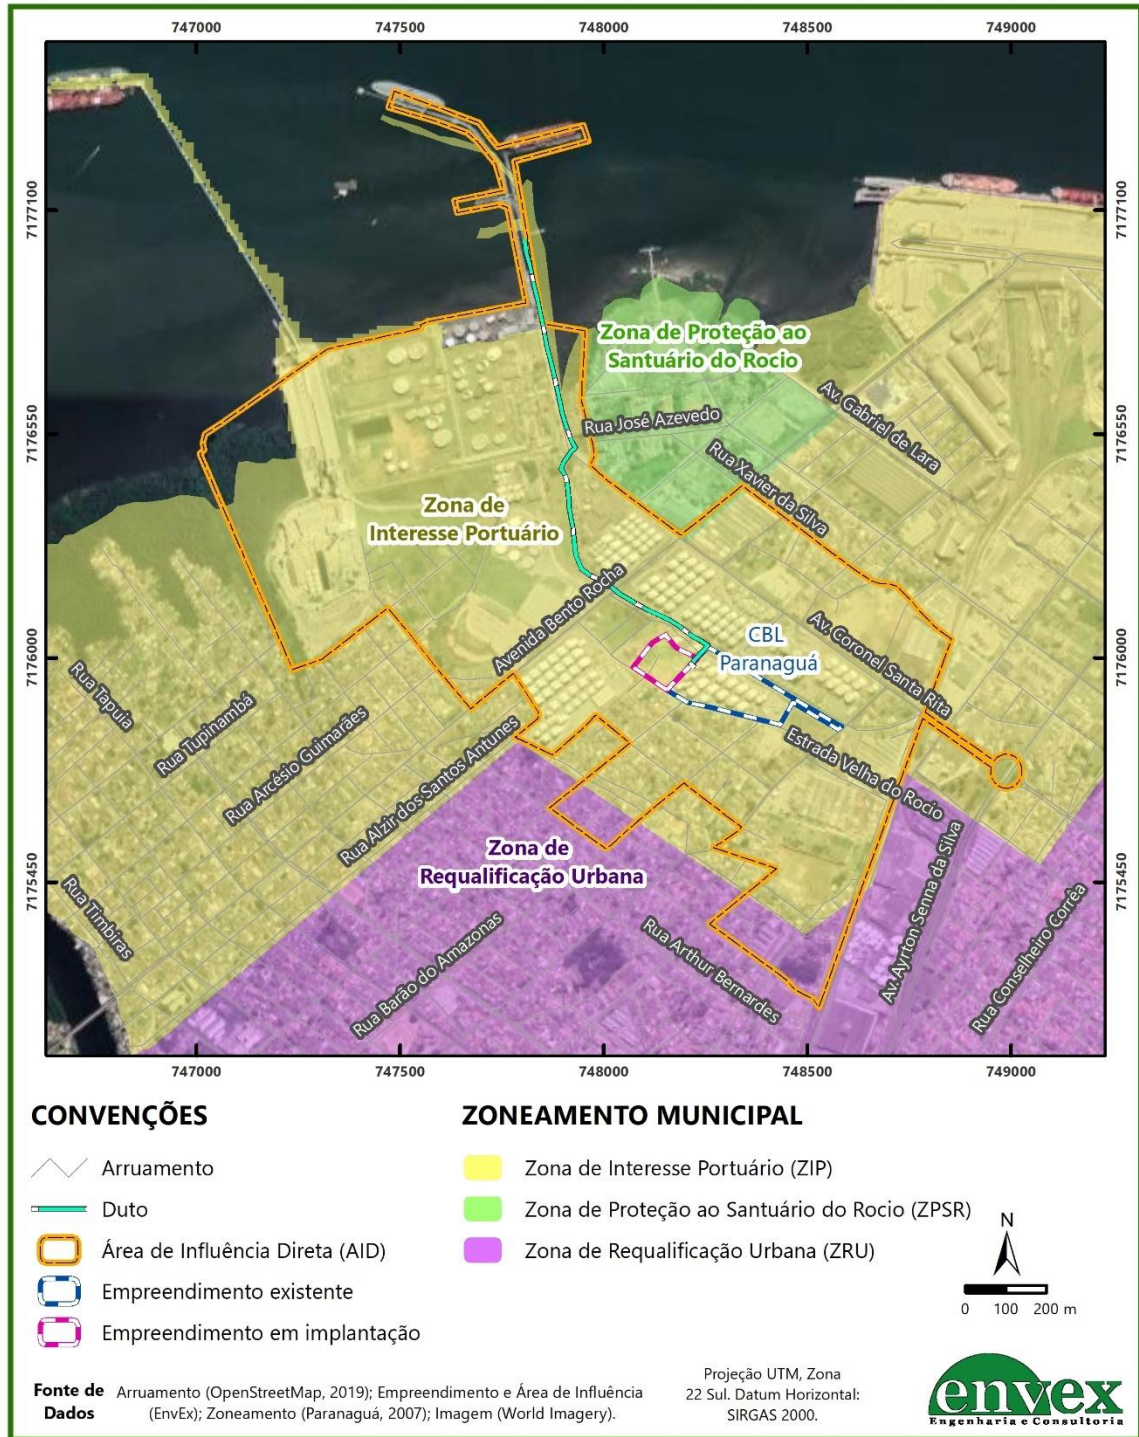 747000 747500 748000 748500 749000
7177100
7177100
Zona de Proteção ao
Santuário do Rocio
Av. Gabriel de Lara
Rua José Azevedo
7176550
7176550
Rua Xavier da Silva
Zona de
Interesse Portuário
Avenida Bento Rocha
CBL
Paranaguá
Av. Coronel Santa Rita
7176000
7176000
Rua Tapuia
Rua Tupinambá
Rua Arcésio Guimarães
Rua Alzir dos Santos Antunes
Estrada Velha do Rocio
Zona de
Requalificação Urbana
7175450
7175450
Rua Timbiras
Rua Barão do Amazonas
Rua Arthur Bernardes
Av. Ayrton Senna da Silva
Rua Conselheiro Corrêa
747000 747500 748000 748500 749000
CONVENÇÕES
Arruamento
Duto
Área de Influência Direta (AID)
Empreendimento existente
Empreendimento em implantação
ZONEAMENTO MUNICIPAL
Zona de Interesse Portuário (ZIP)
Zona de Proteção ao Santuário do Rocio (ZPSR)
Zona de Requalificação Urbana (ZRU)
N
0 100 200 m
Fonte de
Dados
Arruamento (OpenStreetMap, 2019); Empreendimento e Área de Influência
(EnvEx); Zoneamento (Paranaguá, 2007); Imagem (World Imagery).
Projeção UTM, Zona
22 Sul. Datum Horizontal:
SIRGAS 2000.
envex
Engenharia e Consultoria